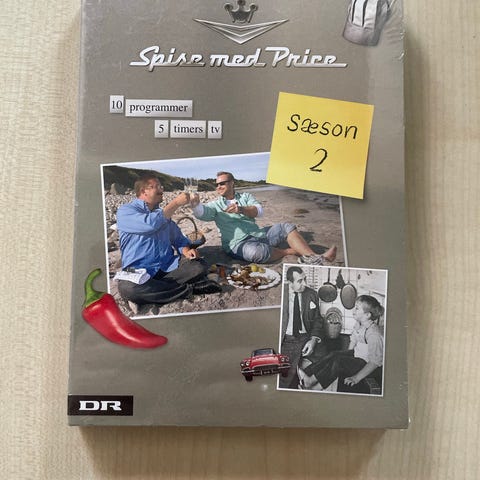 Spise med Price
10 programmer
5 timers tv
Sæson
2
DR